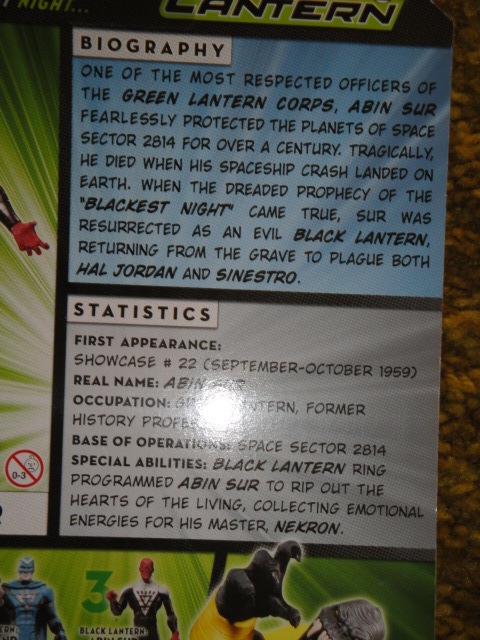 NIGHT...
LANTERN
BIOGRAPHY
ONE OF THE MOST RESPECTED OFFICERS OF
THE GREEN LANTERN CORPS, ABIN SUR
FEARLESSLY PROTECTED THE PLANETS OF SPACE
SECTOR 2814 FOR OVER A CENTURY. TRAGICALLY,
HE DIED WHEN HIS SPACESHIP CRASH LANDED ON
EARTH. WHEN THE DREADED PROPHECY OF THE
"BLACKEST NIGHT" CAME TRUE, SUR WAS
RESURRECTED AS AN EVIL BLACK LANTERN,
RETURNING FROM THE GRAVE TO PLAGUE BOTH
HAL JORDAN AND SINESTRO.
STATISTICS
FIRST APPEARANCE:
SHOWCASE # 22 (SEPTEMBER-OCTOBER 1959)
REAL NAME: ABIN SUR
OCCUPATION: LANTERN, FORMER
HISTORY
BASE OF OPERATIONS: SPACE SECTOR 2814
SPECIAL ABILITIES: BLACK LANTERN RING
PROGRAMMED ABIN SUR TO RIP OUT THE
HEARTS OF THE LIVING, COLLECTING EMOTIONAL
ENERGIES FOR HIS MASTER, NEKRON.
0-3
3
BLACK LANTERN